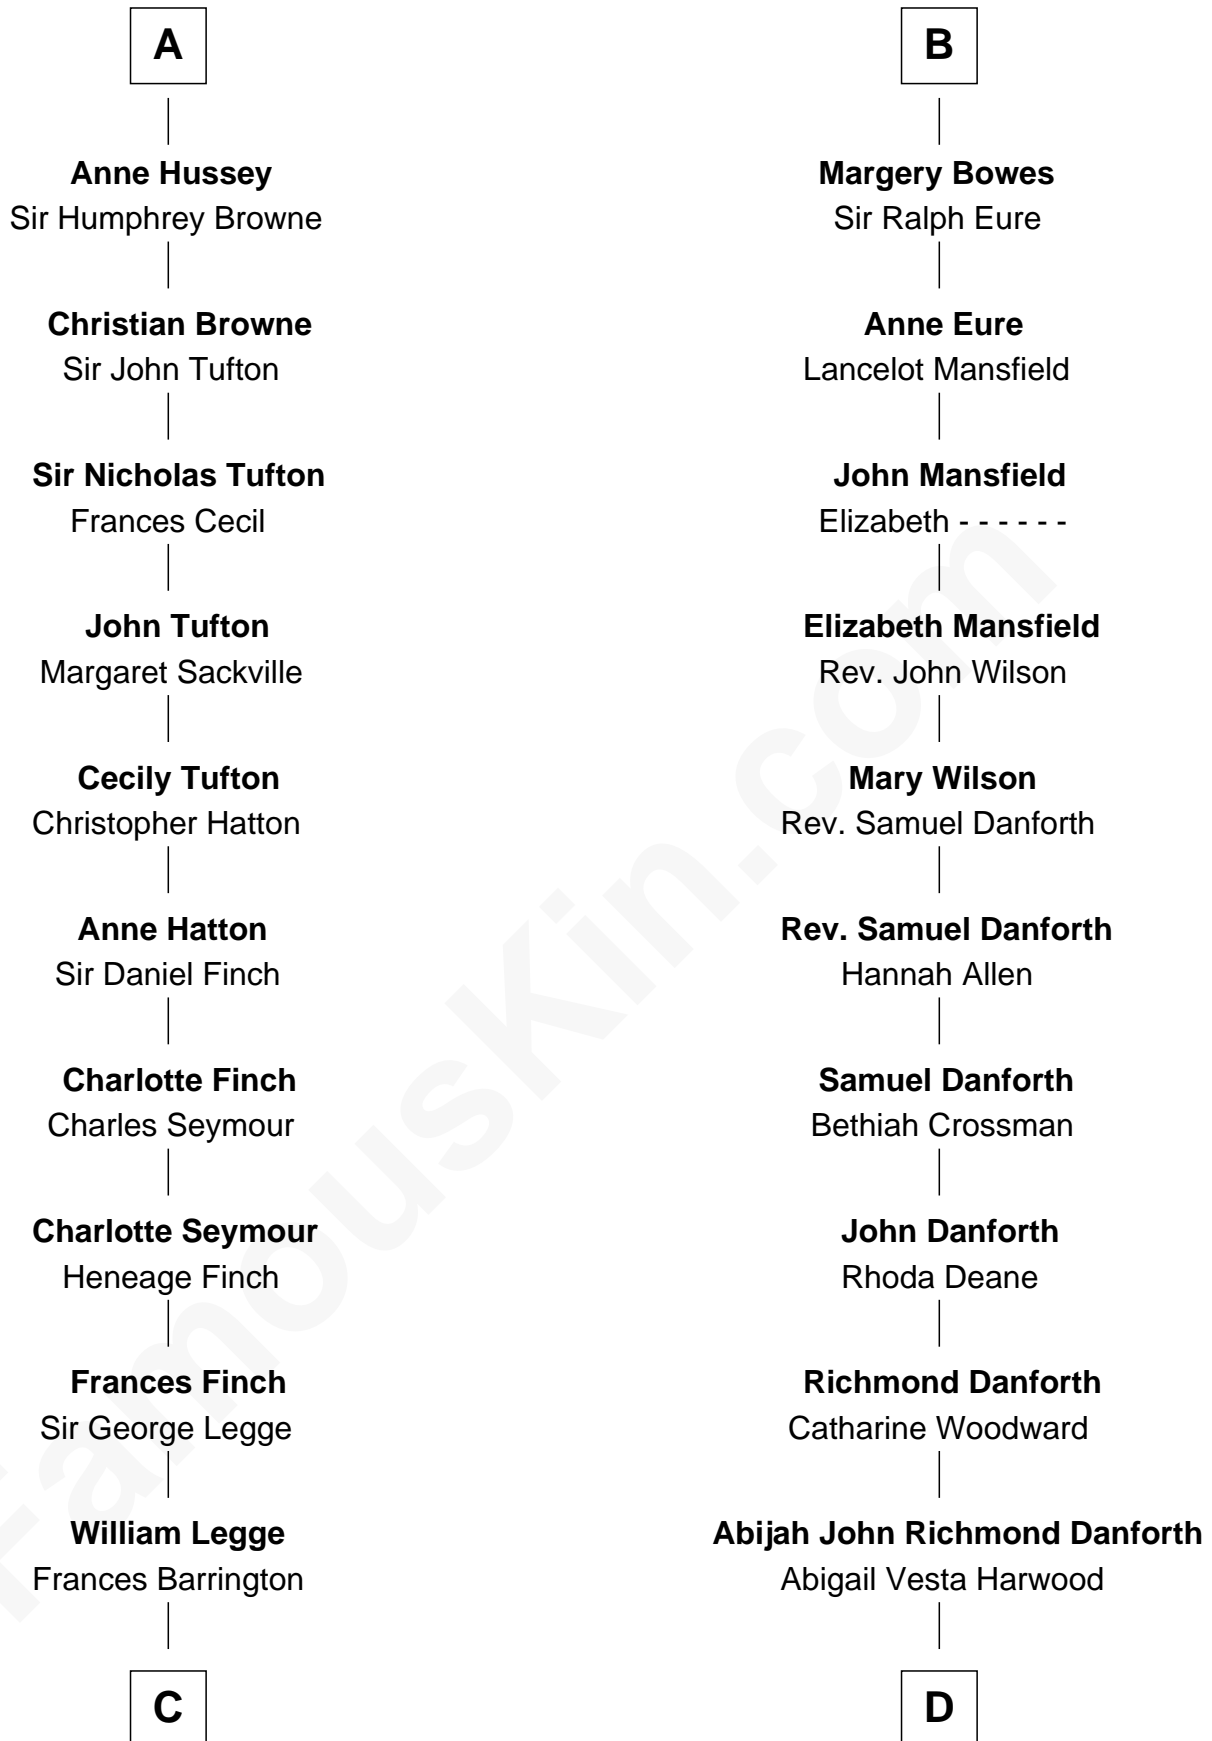 A
Anne Hussey
Sir Humphrey Browne
Christian Browne
Sir John Tufton
Sir Nicholas Tufton
Frances Cecil
John Tufton
Margaret Sackville
Cecily Tufton
Christopher Hatton
Anne Hatton
Sir Daniel Finch
Charlotte Finch
Charles Seymour
Charlotte Seymour
Heneage Finch
Frances Finch
Sir George Legge
William Legge
Frances Barrington
C
B
Margery Bowes
Sir Ralph Eure
Anne Eure
Lancelot Mansfield
John Mansfield
Elizabeth - - - - - -
Elizabeth Mansfield
Rev. John Wilson
Mary Wilson
Rev. Samuel Danforth
Rev. Samuel Danforth
Hannah Allen
Samuel Danforth
Bethiah Crossman
John Danforth
Rhoda Deane
Richmond Danforth
Catharine Woodward
Abijah John Richmond Danforth
Abigail Vesta Harwood
D
FamousKin.com